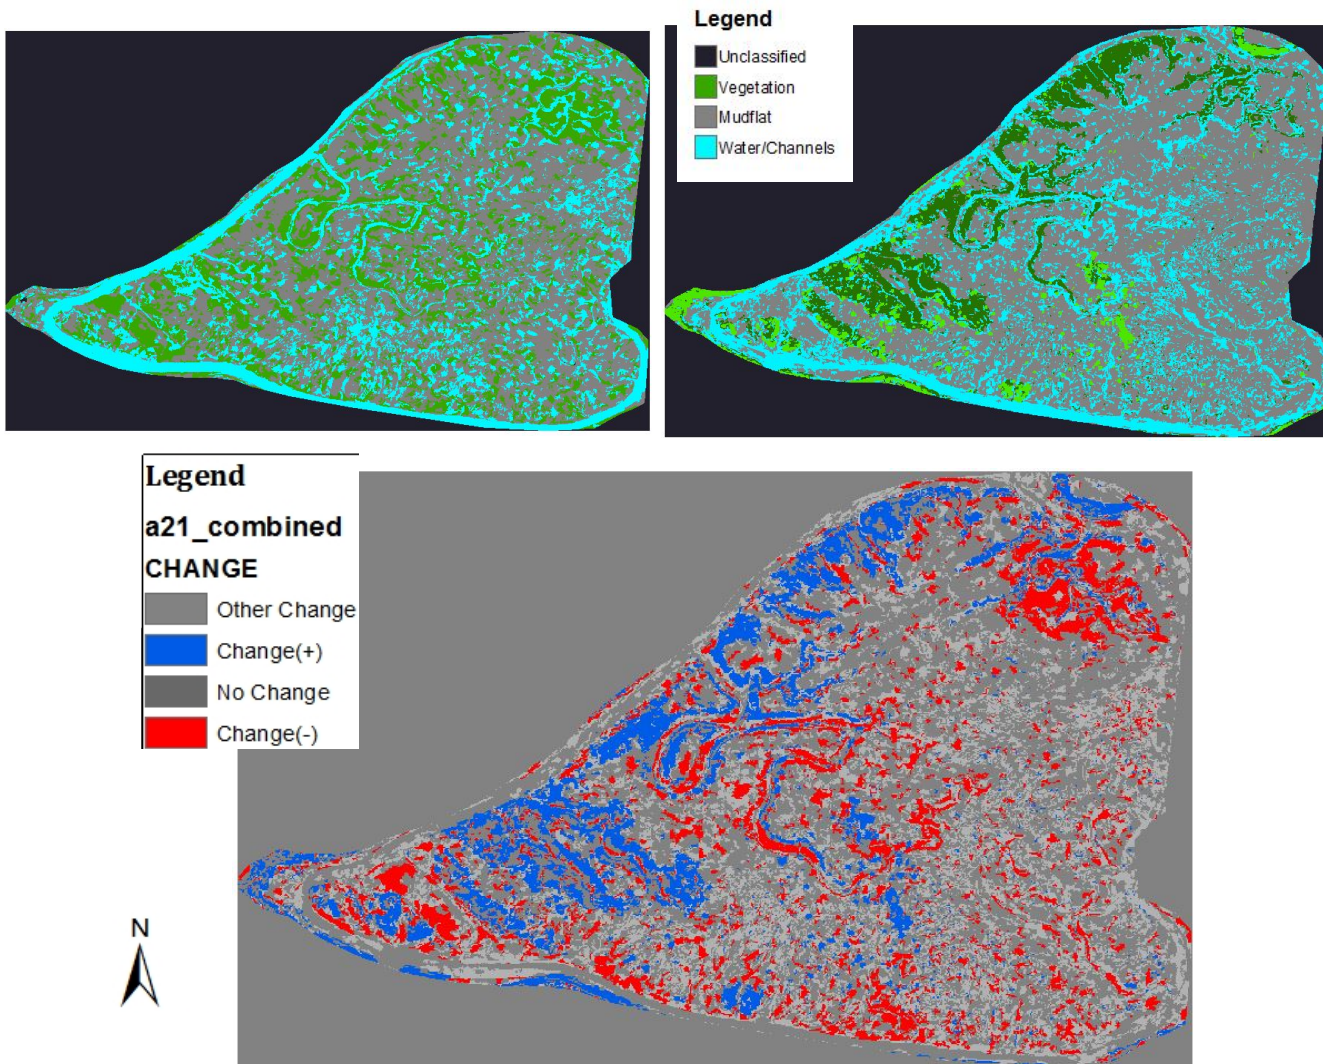 Legend
Unclassified
Vegetation
Mudflat
Water/Channels
Legend
a21_combined
CHANGE
Other Change
Change(+)
No Change
Change(-)
N